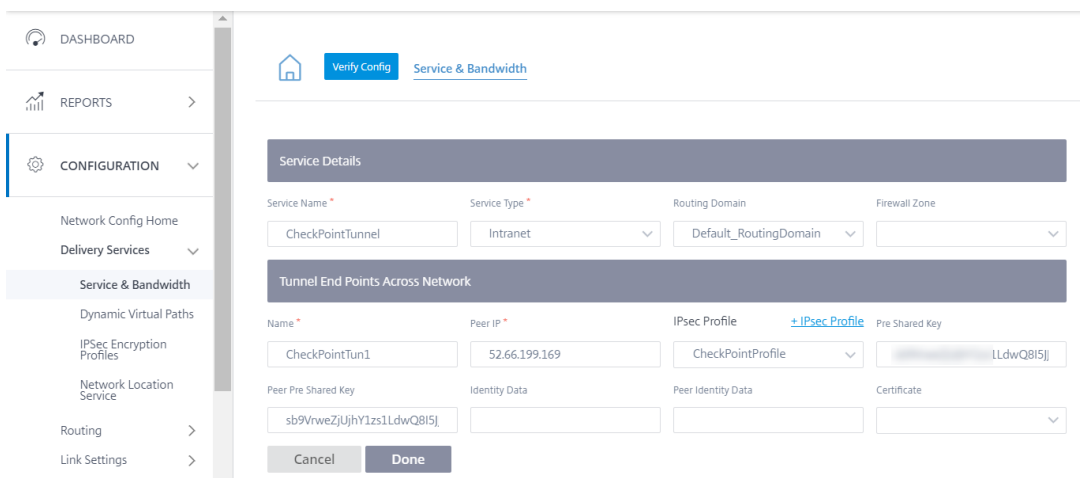 DASHBOARD
REPORTS
CONFIGURATION
Network Config Home
Delivery Services
Service & Bandwidth
Dynamic Virtual Paths
IPSec Encryption
Profiles
Network Location
Service
Routing
Link Settings
Verify Config
Service & Bandwidth
Service Details
Service Name * Service Type * Routing Domain Firewall Zone
CheckPointTunnel Intranet Default_RoutingDomain
Tunnel End Points Across Network
Name * Peer IP * IPsec Profile + IPsec Profile Pre Shared Key
CheckPointTun1 52.66.199.169 CheckPointProfile
Peer Pre Shared Key Identity Data Peer Identity Data Certificate
Cancel Done